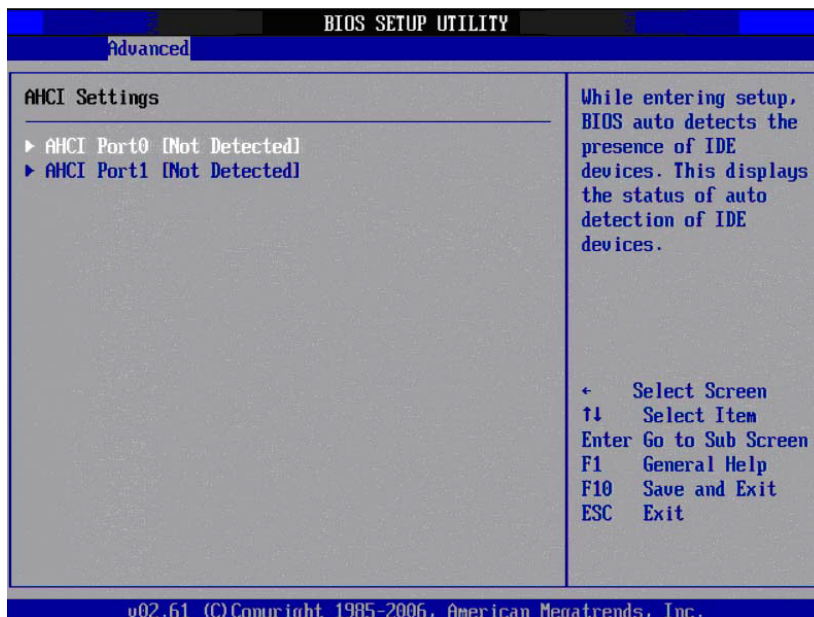 BIOS SETUP UTILITY
Advanced
AHCI Settings
▶ AHCI Port0 [Not Detected]
▶ AHCI Port1 [Not Detected]
While entering setup,
BIOS auto detects the
presence of IDE
devices. This displays
the status of auto
detection of IDE
devices.
← Select Screen
↑↓ Select Item
Enter Go to Sub Screen
F1 General Help
F10 Save and Exit
ESC Exit
v02.61 (C)Copyright 1985-2006, American Megatrends, Inc.